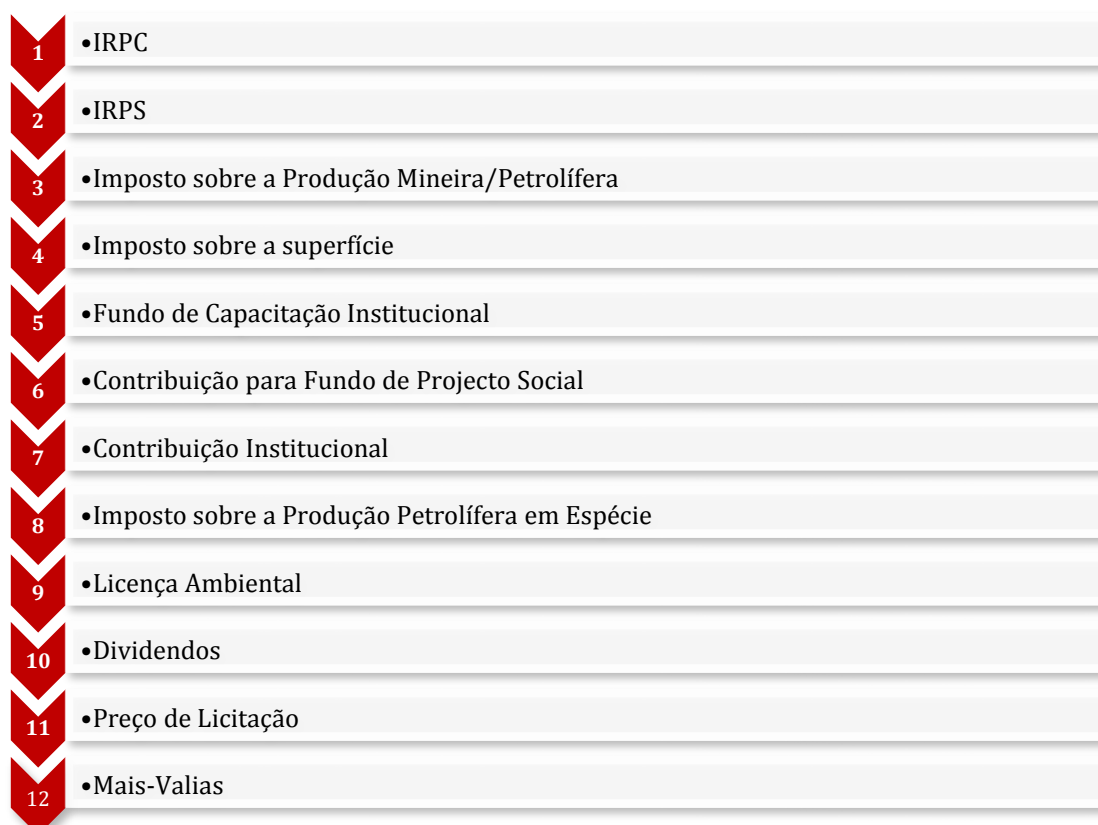 1 •IRPC
2 •IRPS
3 •Imposto sobre a Produção Mineira/Petrolífera
4 •Imposto sobre a superfície
5 •Fundo de Capacitação Institucional
6 •Contribuição para Fundo de Projecto Social
7 •Contribuição Institucional
8 •Imposto sobre a Produção Petrolífera em Espécie
9 •Licença Ambiental
10 •Dividendos
11 •Preço de Licitação
12 •Mais-Valias